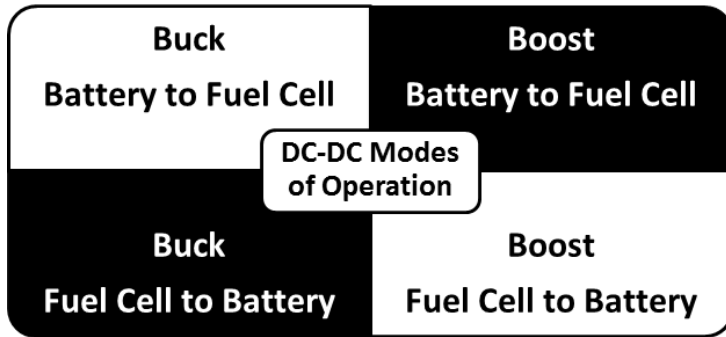 Buck
Battery to Fuel Cell
Boost
Battery to Fuel Cell
DC-DC Modes
of Operation
Buck
Fuel Cell to Battery
Boost
Fuel Cell to Battery